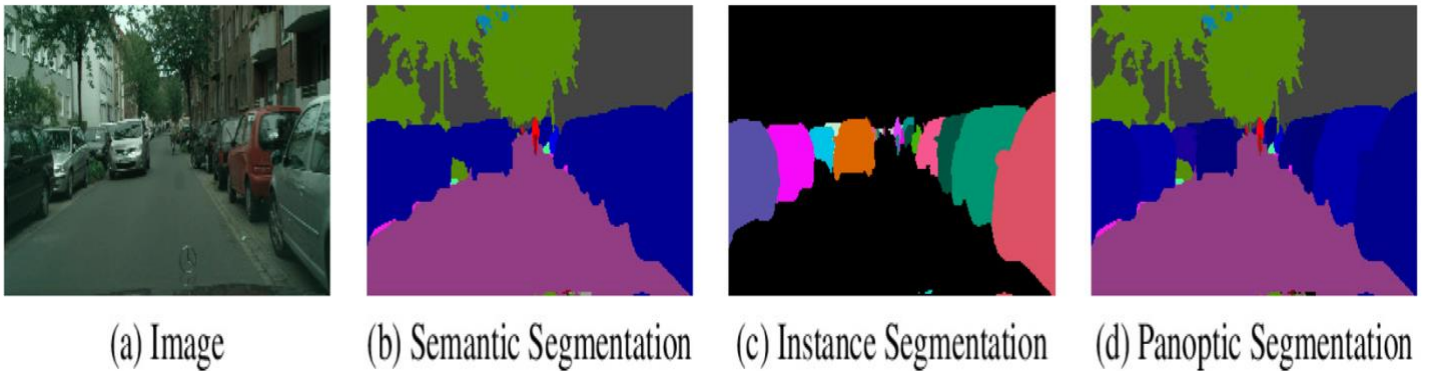 (a) Image
(b) Semantic Segmentation
(c) Instance Segmentation
(d) Panoptic Segmentation